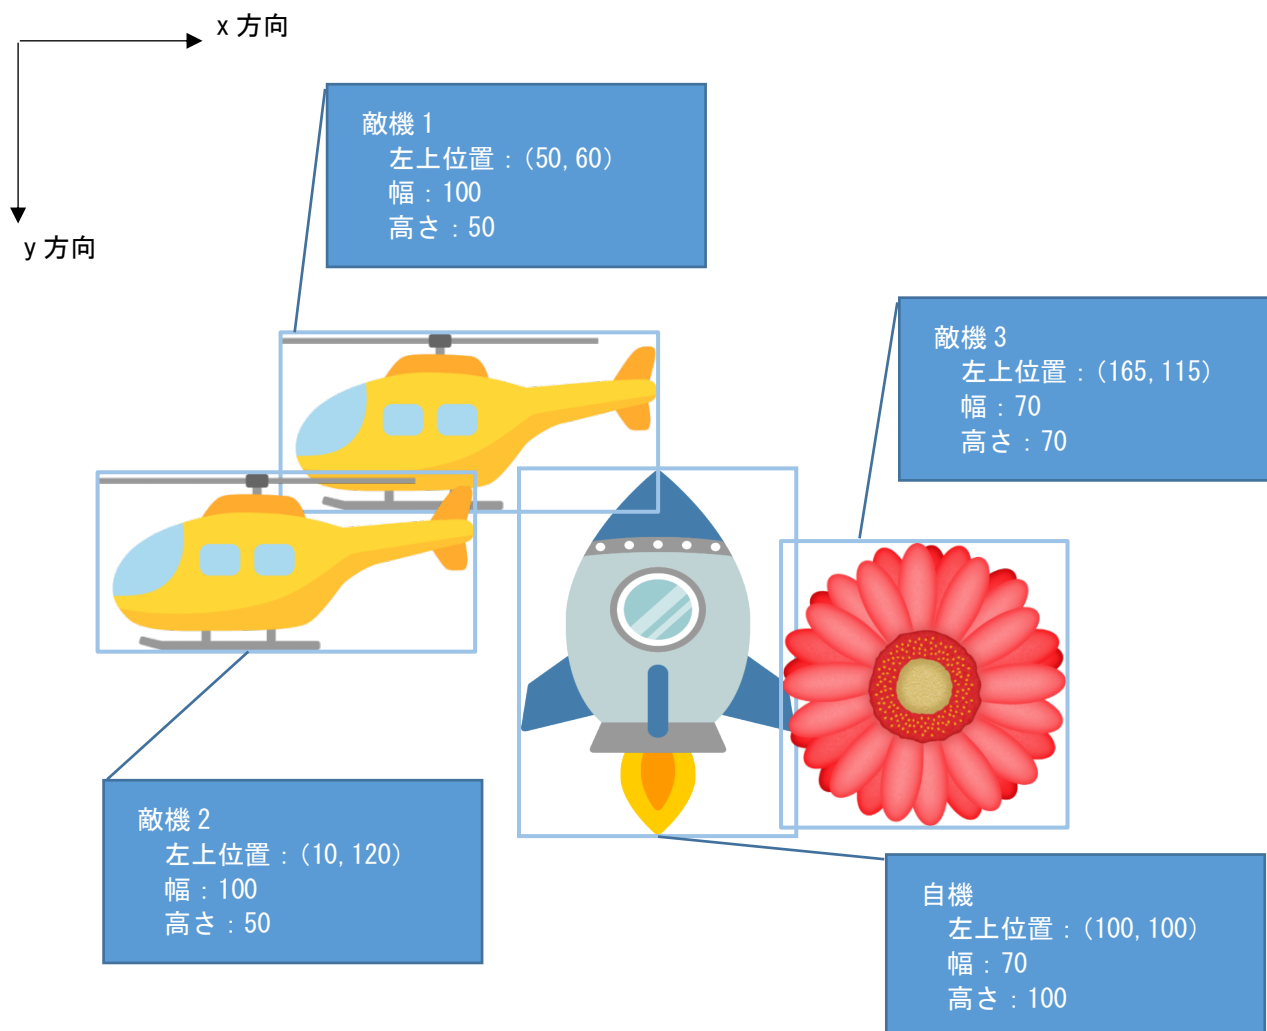 x 方向
y 方向
敵機 1
左上位置：(50, 60)
幅：100
高さ：50
敵機 3
左上位置：(165, 115)
幅：70
高さ：70
敵機 2
左上位置：(10, 120)
幅：100
高さ：50
自機
左上位置：(100, 100)
幅：70
高さ：100